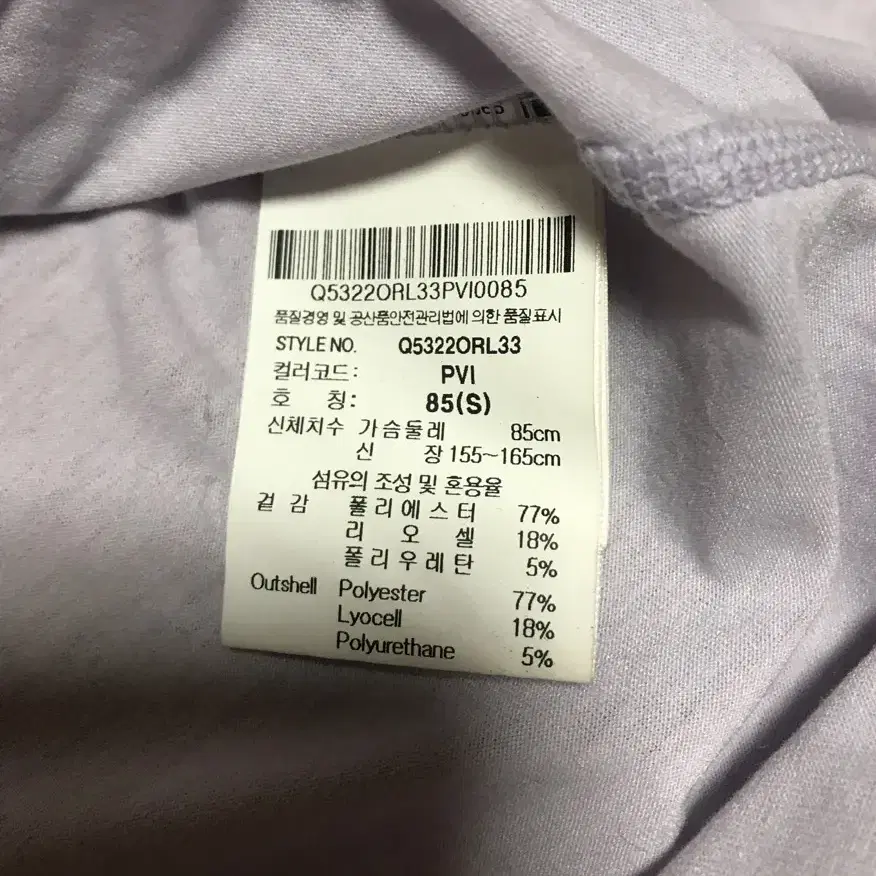 Q5322ORL33PVI0085
품질경영 및 공산품안전관리법에 의한 품질표시
STYLE NO. Q5322ORL33
컬러코드: PVI
호 칭: 85(S)
신체치수 가슴둘레 85cm
신 장 155~165cm
섬유의 조성 및 혼용율
겉 감 폴리에스터 77%
리 오 셀 18%
폴리우레탄 5%
Outshell Polyester 77%
Lyocell 18%
Polyurethane 5%